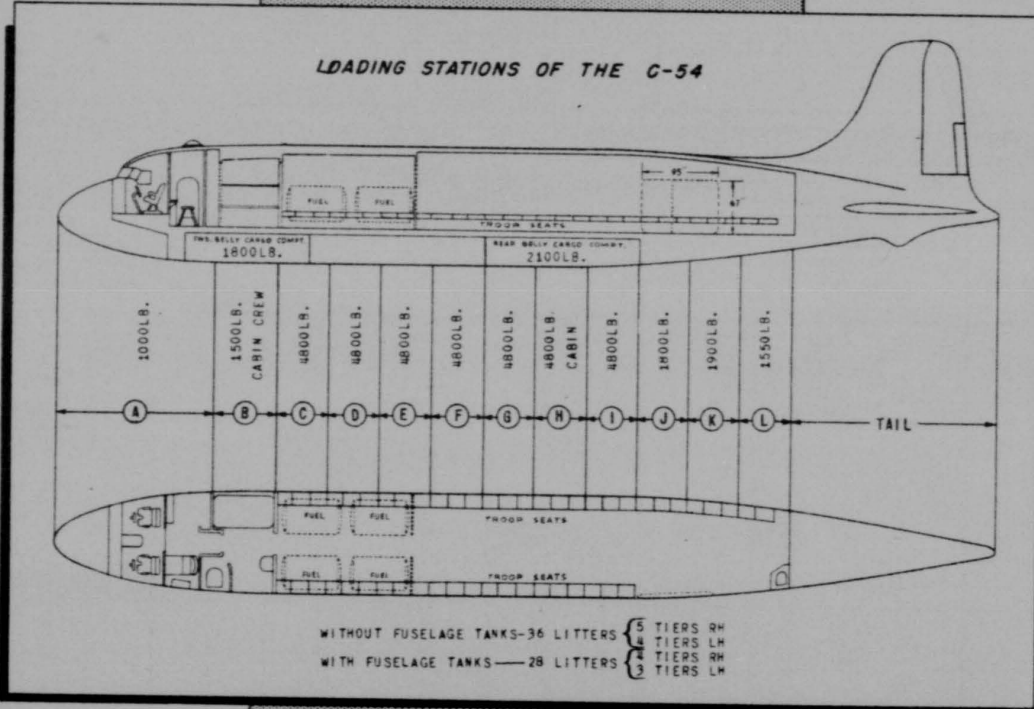 LOADING STATIONS OF THE C-54
95"
67"
FUEL FUEL
TROOP SEATS
FWD. BELLY CARGO COMPT.
1800LB.
REAR BELLY CARGO COMPT.
2100LB.
1000LB.
1500LB.
CABIN CREW
4800LB.
4800LB.
4800LB.
4800LB.
4800LB.
4800LB.
CABIN
4800LB.
1800LB.
1900LB.
1550LB.
A B C D E F G H I J K L TAIL
FUEL FUEL
TROOP SEATS
FUEL FUEL
TROOP SEATS
WITHOUT FUSELAGE TANKS-36 LITTERS { 5 TIERS RH
4 TIERS LH
WITH FUSELAGE TANKS — 28 LITTERS { 4 TIERS RH
3 TIERS LH